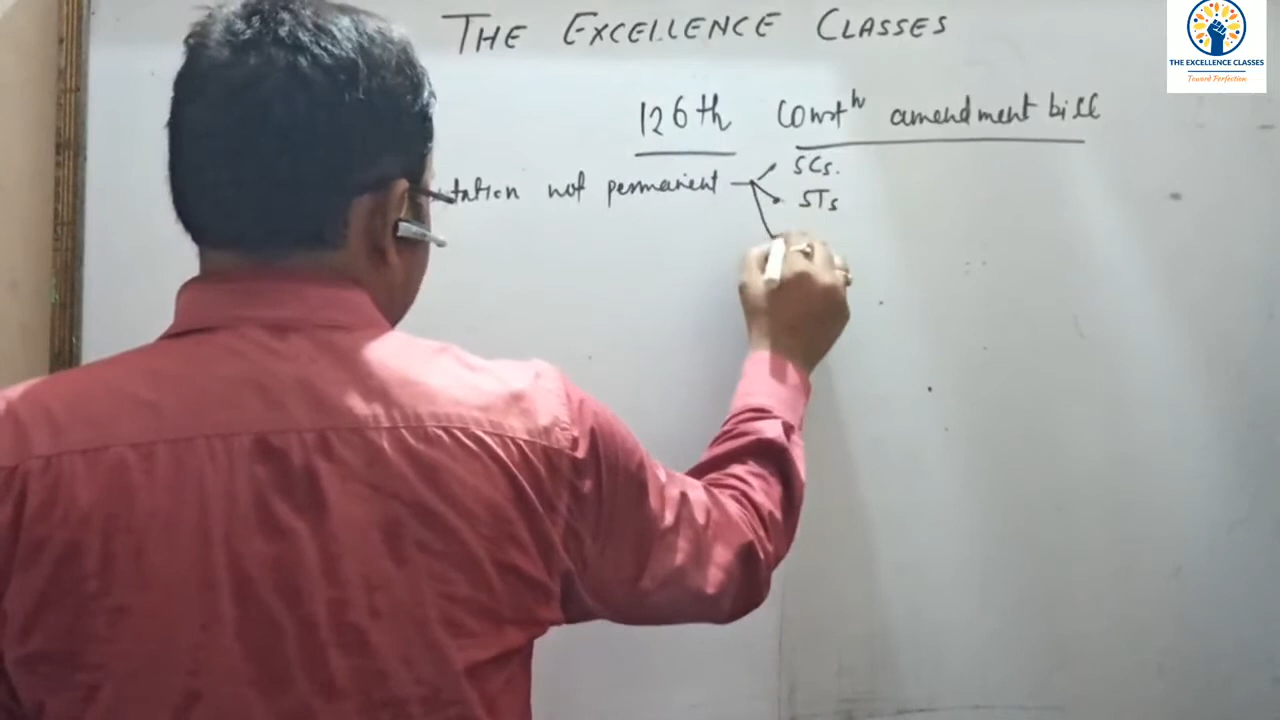 THE EXCELLENCE CLASSES
THE EXCELLENCE CLASSES
Toward Perfection
126th Constn amendment bill
tation not permanent
SCs.
STs